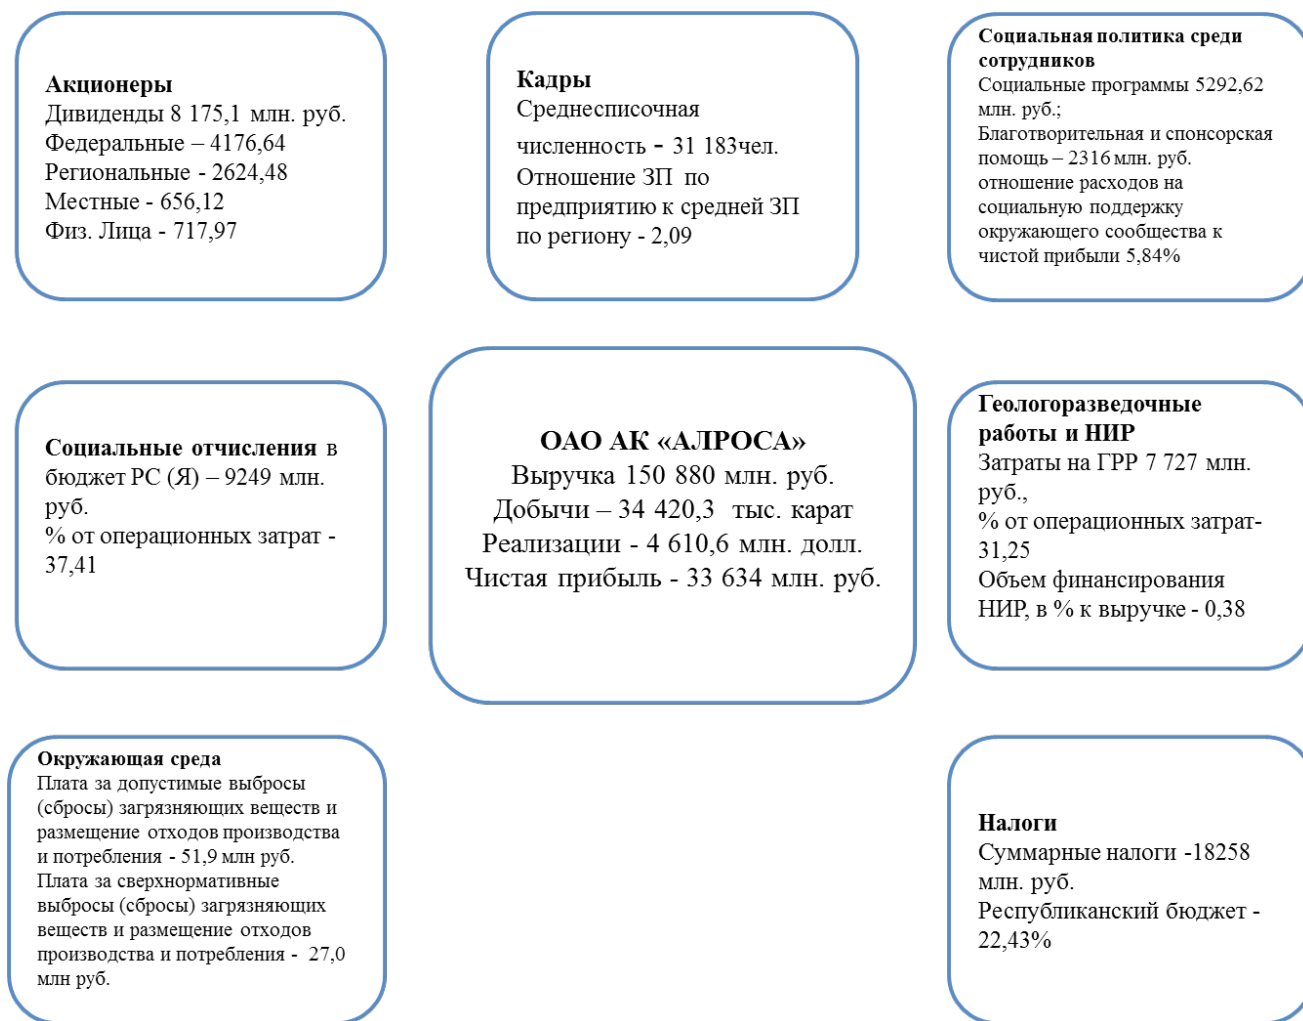 Акционеры
Дивиденды 8 175,1 млн. руб.
Федеральные – 4176,64
Региональные - 2624,48
Местные - 656,12
Физ. Лица - 717,97
Кадры
Среднесписочная
численность - 31 183чел.
Отношение ЗП по
предприятию к средней ЗП
по региону - 2,09
Социальная политика среди
сотрудников
Социальные программы 5292,62
млн. руб.;
Благотворительная и спонсорская
помощь – 2316 млн. руб.
отношение расходов на
социальную поддержку
окружающего сообщества к
чистой прибыли 5,84%
Социальные отчисления в
бюджет РС (Я) – 9249 млн.
руб.
% от операционных затрат -
37,41
ОАО АК «АЛРОСА»
Выручка 150 880 млн. руб.
Добычи – 34 420,3 тыс. карат
Реализации - 4 610,6 млн. долл.
Чистая прибыль - 33 634 млн. руб.
Геологоразведочные
работы и НИР
Затраты на ГРР 7 727 млн.
руб.,
% от операционных затрат-
31,25
Объем финансирования
НИР, в % к выручке - 0,38
Окружающая среда
Плата за допустимые выбросы
(сбросы) загрязняющих веществ и
размещение отходов производства
и потребления - 51,9 млн руб.
Плата за сверхнормативные
выбросы (сбросы) загрязняющих
веществ и размещение отходов
производства и потребления - 27,0
млн руб.
Налоги
Суммарные налоги -18258
млн. руб.
Республиканский бюджет -
22,43%